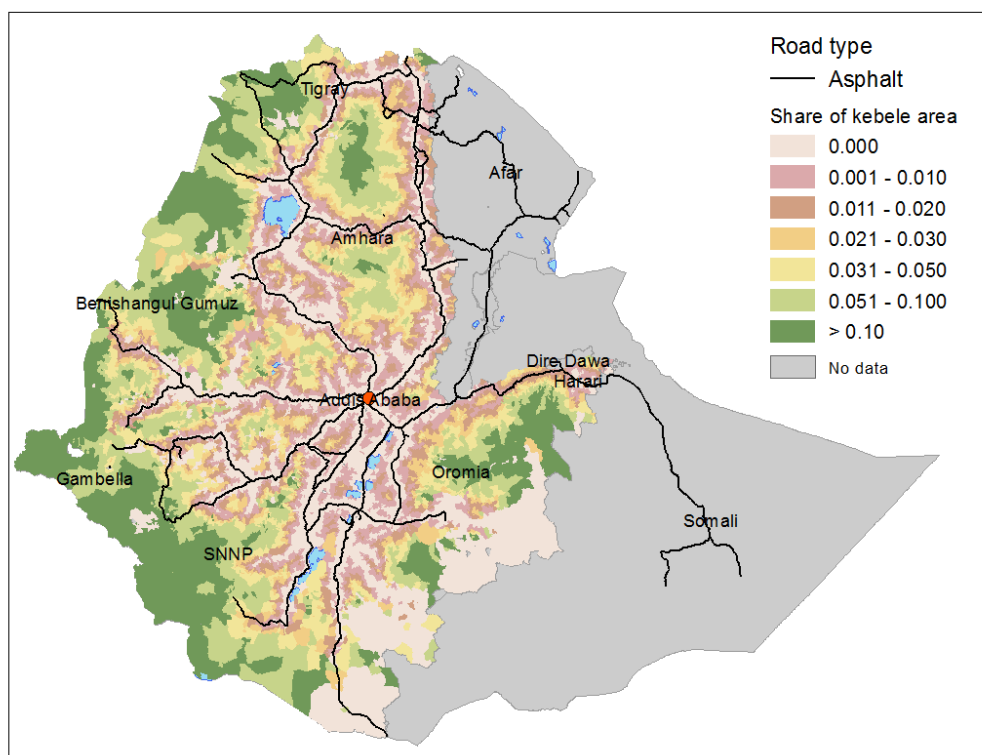 Road type
Asphalt
Share of kebele area
0.000
0.001 - 0.010
0.011 - 0.020
0.021 - 0.030
0.031 - 0.050
0.051 - 0.100
> 0.10
No data
Tigray
Afar
Amhara
Benishangul Gumuz
Dire Dawa
Harari
Addis Ababa
Oromia
Gambella
Somali
SNNP